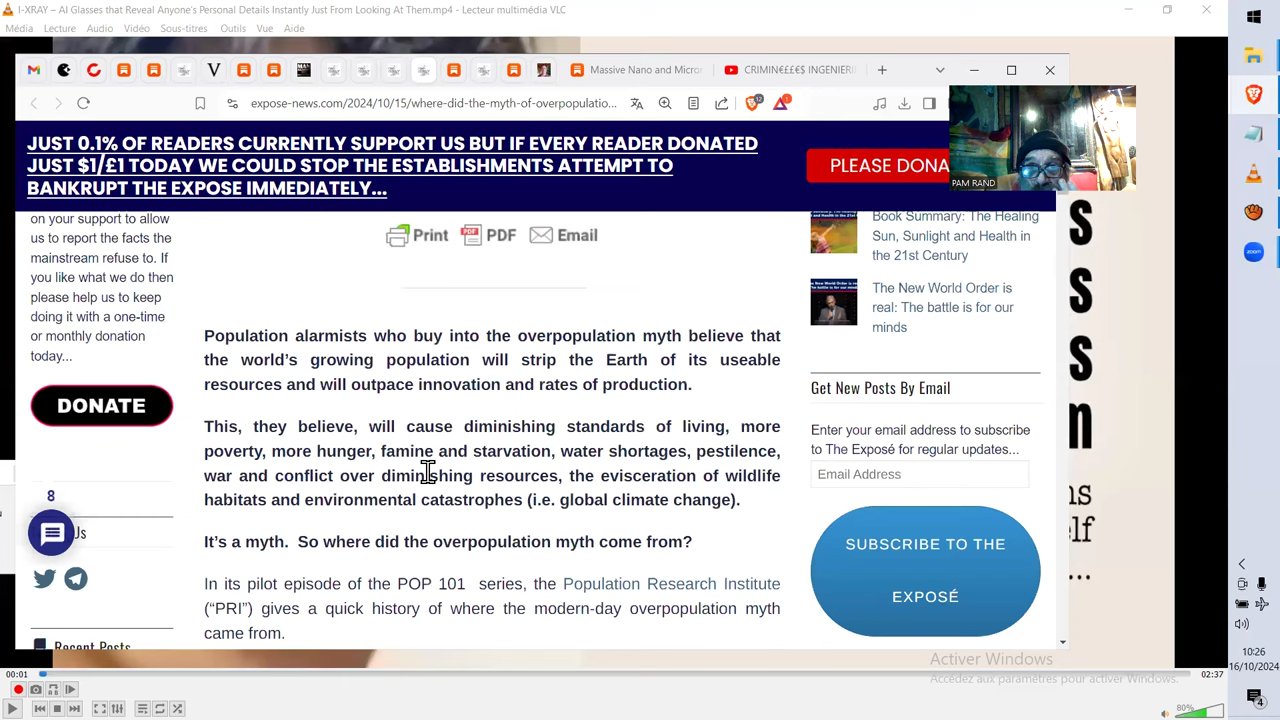 I-XRAY – AI Glasses that Reveal Anyone's Personal Details Instantly Just From Looking At Them.mp4 - Lecteur multimédia VLC
Média Lecture Audio Vidéo Sous-titres Outils Vue Aide
Massive Nano and Micro
CRIMIN€££€$ INGENIERI
expose-news.com/2024/10/15/where-did-the-myth-of-overpopulatio...
12
1
JUST 0.1% OF READERS CURRENTLY SUPPORT US BUT IF EVERY READER DONATED
JUST $1/£1 TODAY WE COULD STOP THE ESTABLISHMENTS ATTEMPT TO
BANKRUPT THE EXPOSE IMMEDIATELY...
PLEASE DONA
PAM RAND
on your support to allow
us to report the facts the
mainstream refuse to. If
you like what we do then
please help us to keep
doing it with a one-time
or monthly donation
today...
DONATE
8
Us
Recent Posts
Print PDF Email
Population alarmists who buy into the overpopulation myth believe that
the world's growing population will strip the Earth of its useable
resources and will outpace innovation and rates of production.
This, they believe, will cause diminishing standards of living, more
poverty, more hunger, famine and starvation, water shortages, pestilence,
war and conflict over diminishing resources, the evisceration of wildlife
habitats and environmental catastrophes (i.e. global climate change).
It's a myth. So where did the overpopulation myth come from?
In its pilot episode of the POP 101 series, the Population Research Institute
("PRI") gives a quick history of where the modern-day overpopulation myth
came from.
Book Summary: The Healing
Sun, Sunlight and Health in
the 21st Century
The New World Order is
real: The battle is for our
minds
Get New Posts By Email
Enter your email address to subscribe
to The Exposé for regular updates...
Email Address
SUBSCRIBE TO THE
EXPOSÉ
Activer Windows
Accédez aux paramètres pour activer Windows.
00:01
02:37
80%
zoom
10:26
16/10/2024
4